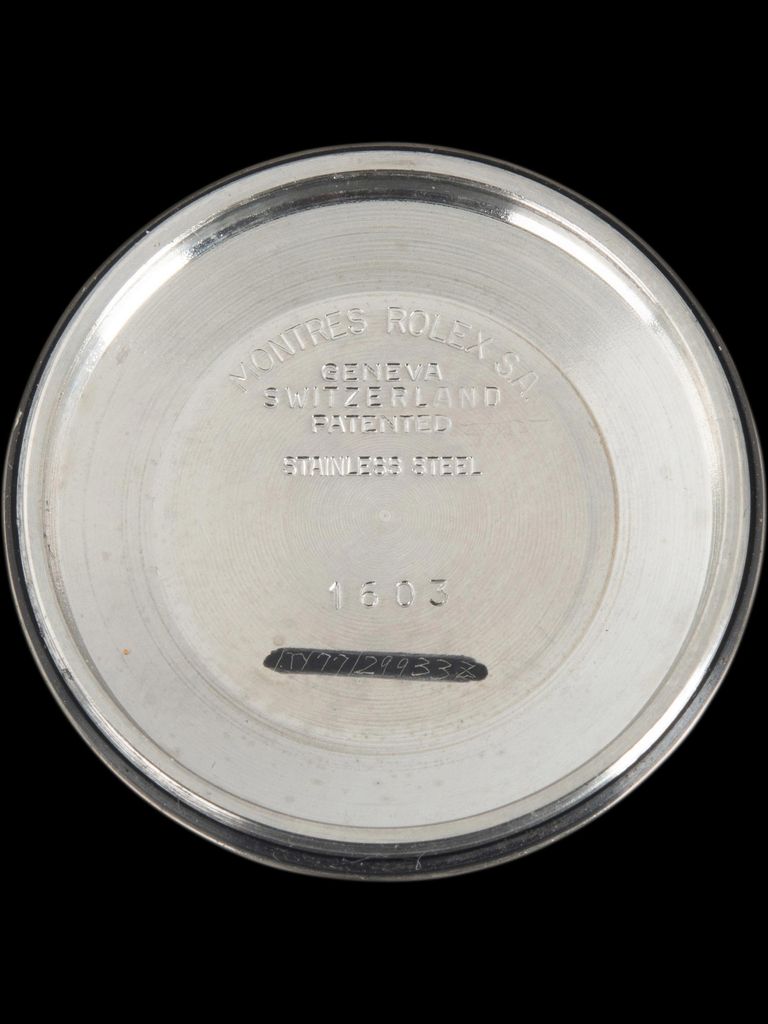 MONTRES ROLEX S.A.
GENEVA
SWITZERLAND
PATENTED
STAINLESS STEEL
1603